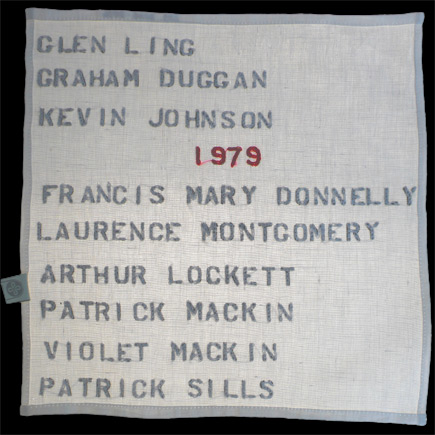 GLEN LING
GRAHAM DUGGAN
KEVIN JOHNSON
1979
FRANCIS MARY DONNELLY
LAURENCE MONTGOMERY
ARTHUR LOCKETT
PATRICK MACKIN
VIOLET MACKIN
PATRICK SILLS